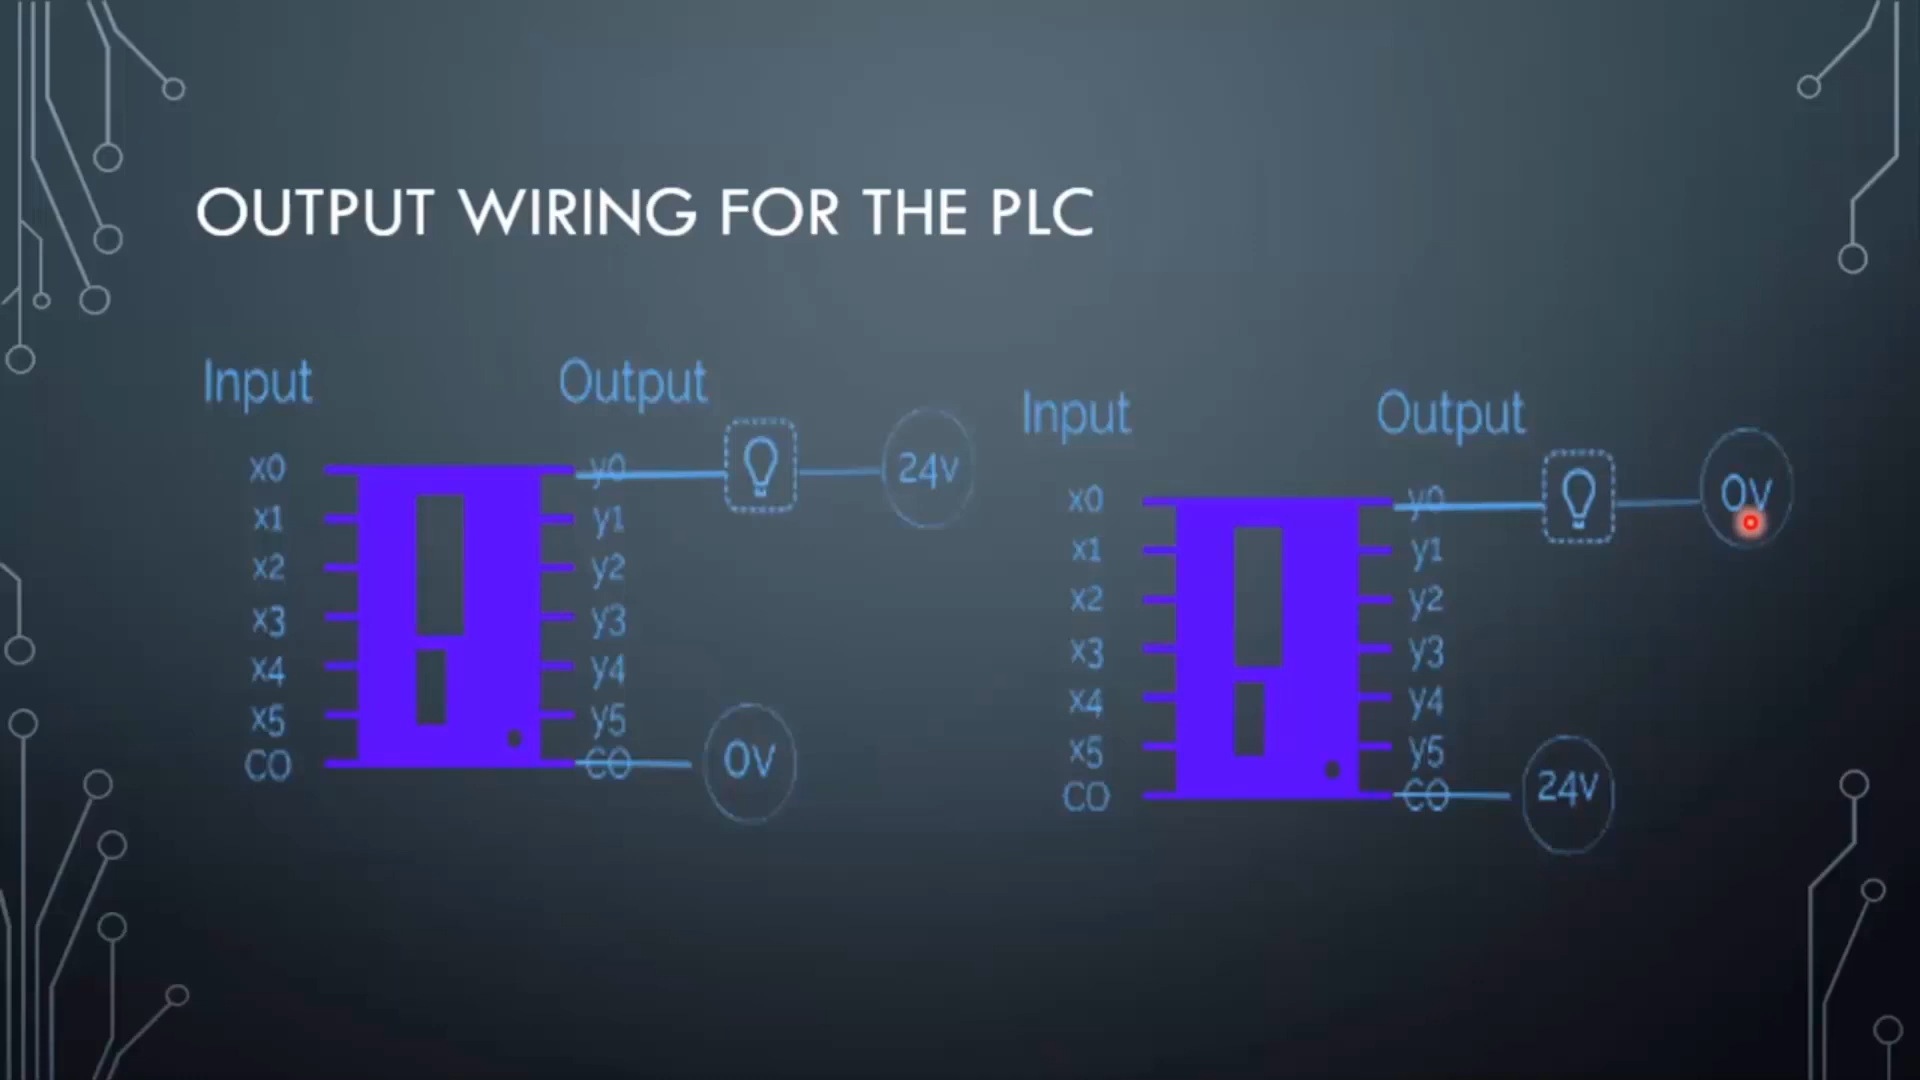 OUTPUT WIRING FOR THE PLC
Input Output
x0 y0 24V
x1 y1
x2 y2
x3 y3
x4 y4
x5 y5
CO CO 0V
Input Output
x0 y0 0V
x1 y1
x2 y2
x3 y3
x4 y4
x5 y5
CO CO 24V